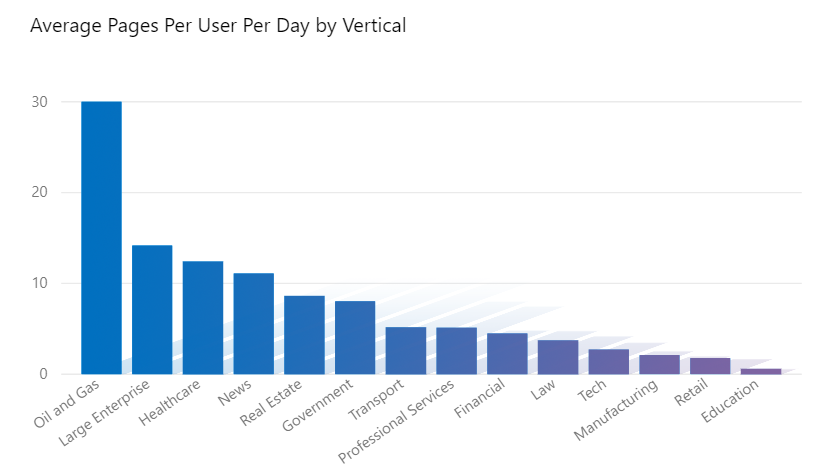 Average Pages Per User Per Day by Vertical
30
20
10
0
Oil and Gas
Large Enterprise
Healthcare
News
Real Estate
Government
Transport
Professional Services
Financial
Law
Tech
Manufacturing
Retail
Education